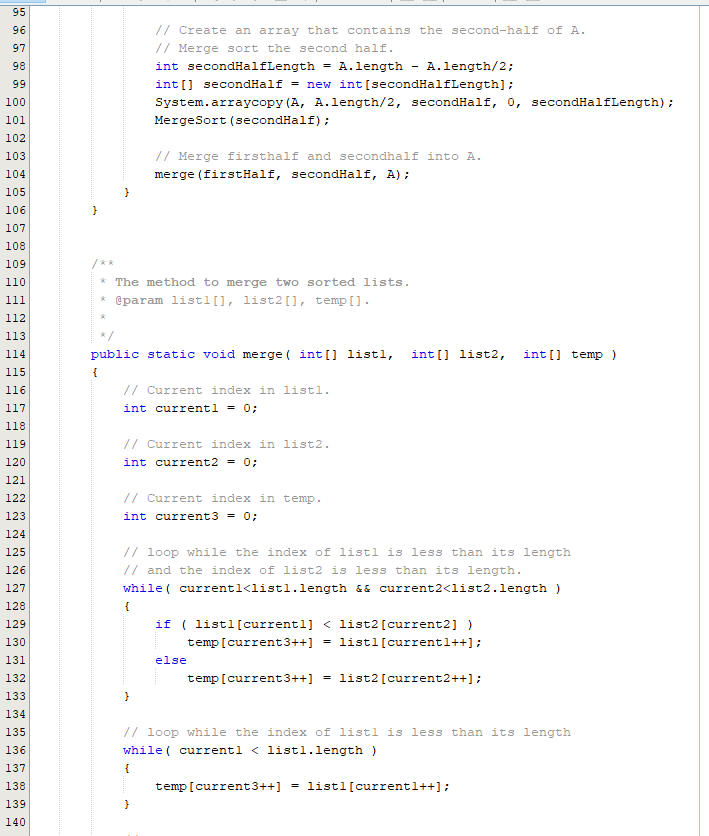 95
96 // Create an array that contains the second-half of A.
97 // Merge sort the second half.
98 int secondHalfLength = A.length - A.length/2;
99 int[] secondHalf = new int[secondHalfLength];
100 System.arraycopy(A, A.length/2, secondHalf, 0, secondHalfLength);
101 MergeSort(secondHalf);
102
103 // Merge firsthalf and secondhalf into A.
104 merge(firstHalf, secondHalf, A);
105 }
106 }
107
108
109 /**
110 * The method to merge two sorted lists.
111 * @param list1[], list2[], temp[].
112 *
113 */
114 public static void merge( int[] list1, int[] list2, int[] temp )
115 {
116 // Current index in list1.
117 int current1 = 0;
118
119 // Current index in list2.
120 int current2 = 0;
121
122 // Current index in temp.
123 int current3 = 0;
124
125 // loop while the index of list1 is less than its length
126 // and the index of list2 is less than its length.
127 while( current1<list1.length && current2<list2.length )
128 {
129 if ( list1[current1] < list2[current2] )
130 temp[current3++] = list1[current1++];
131 else
132 temp[current3++] = list2[current2++];
133 }
134
135 // loop while the index of list1 is less than its length
136 while( current1 < list1.length )
137 {
138 temp[current3++] = list1[current1++];
139 }
140